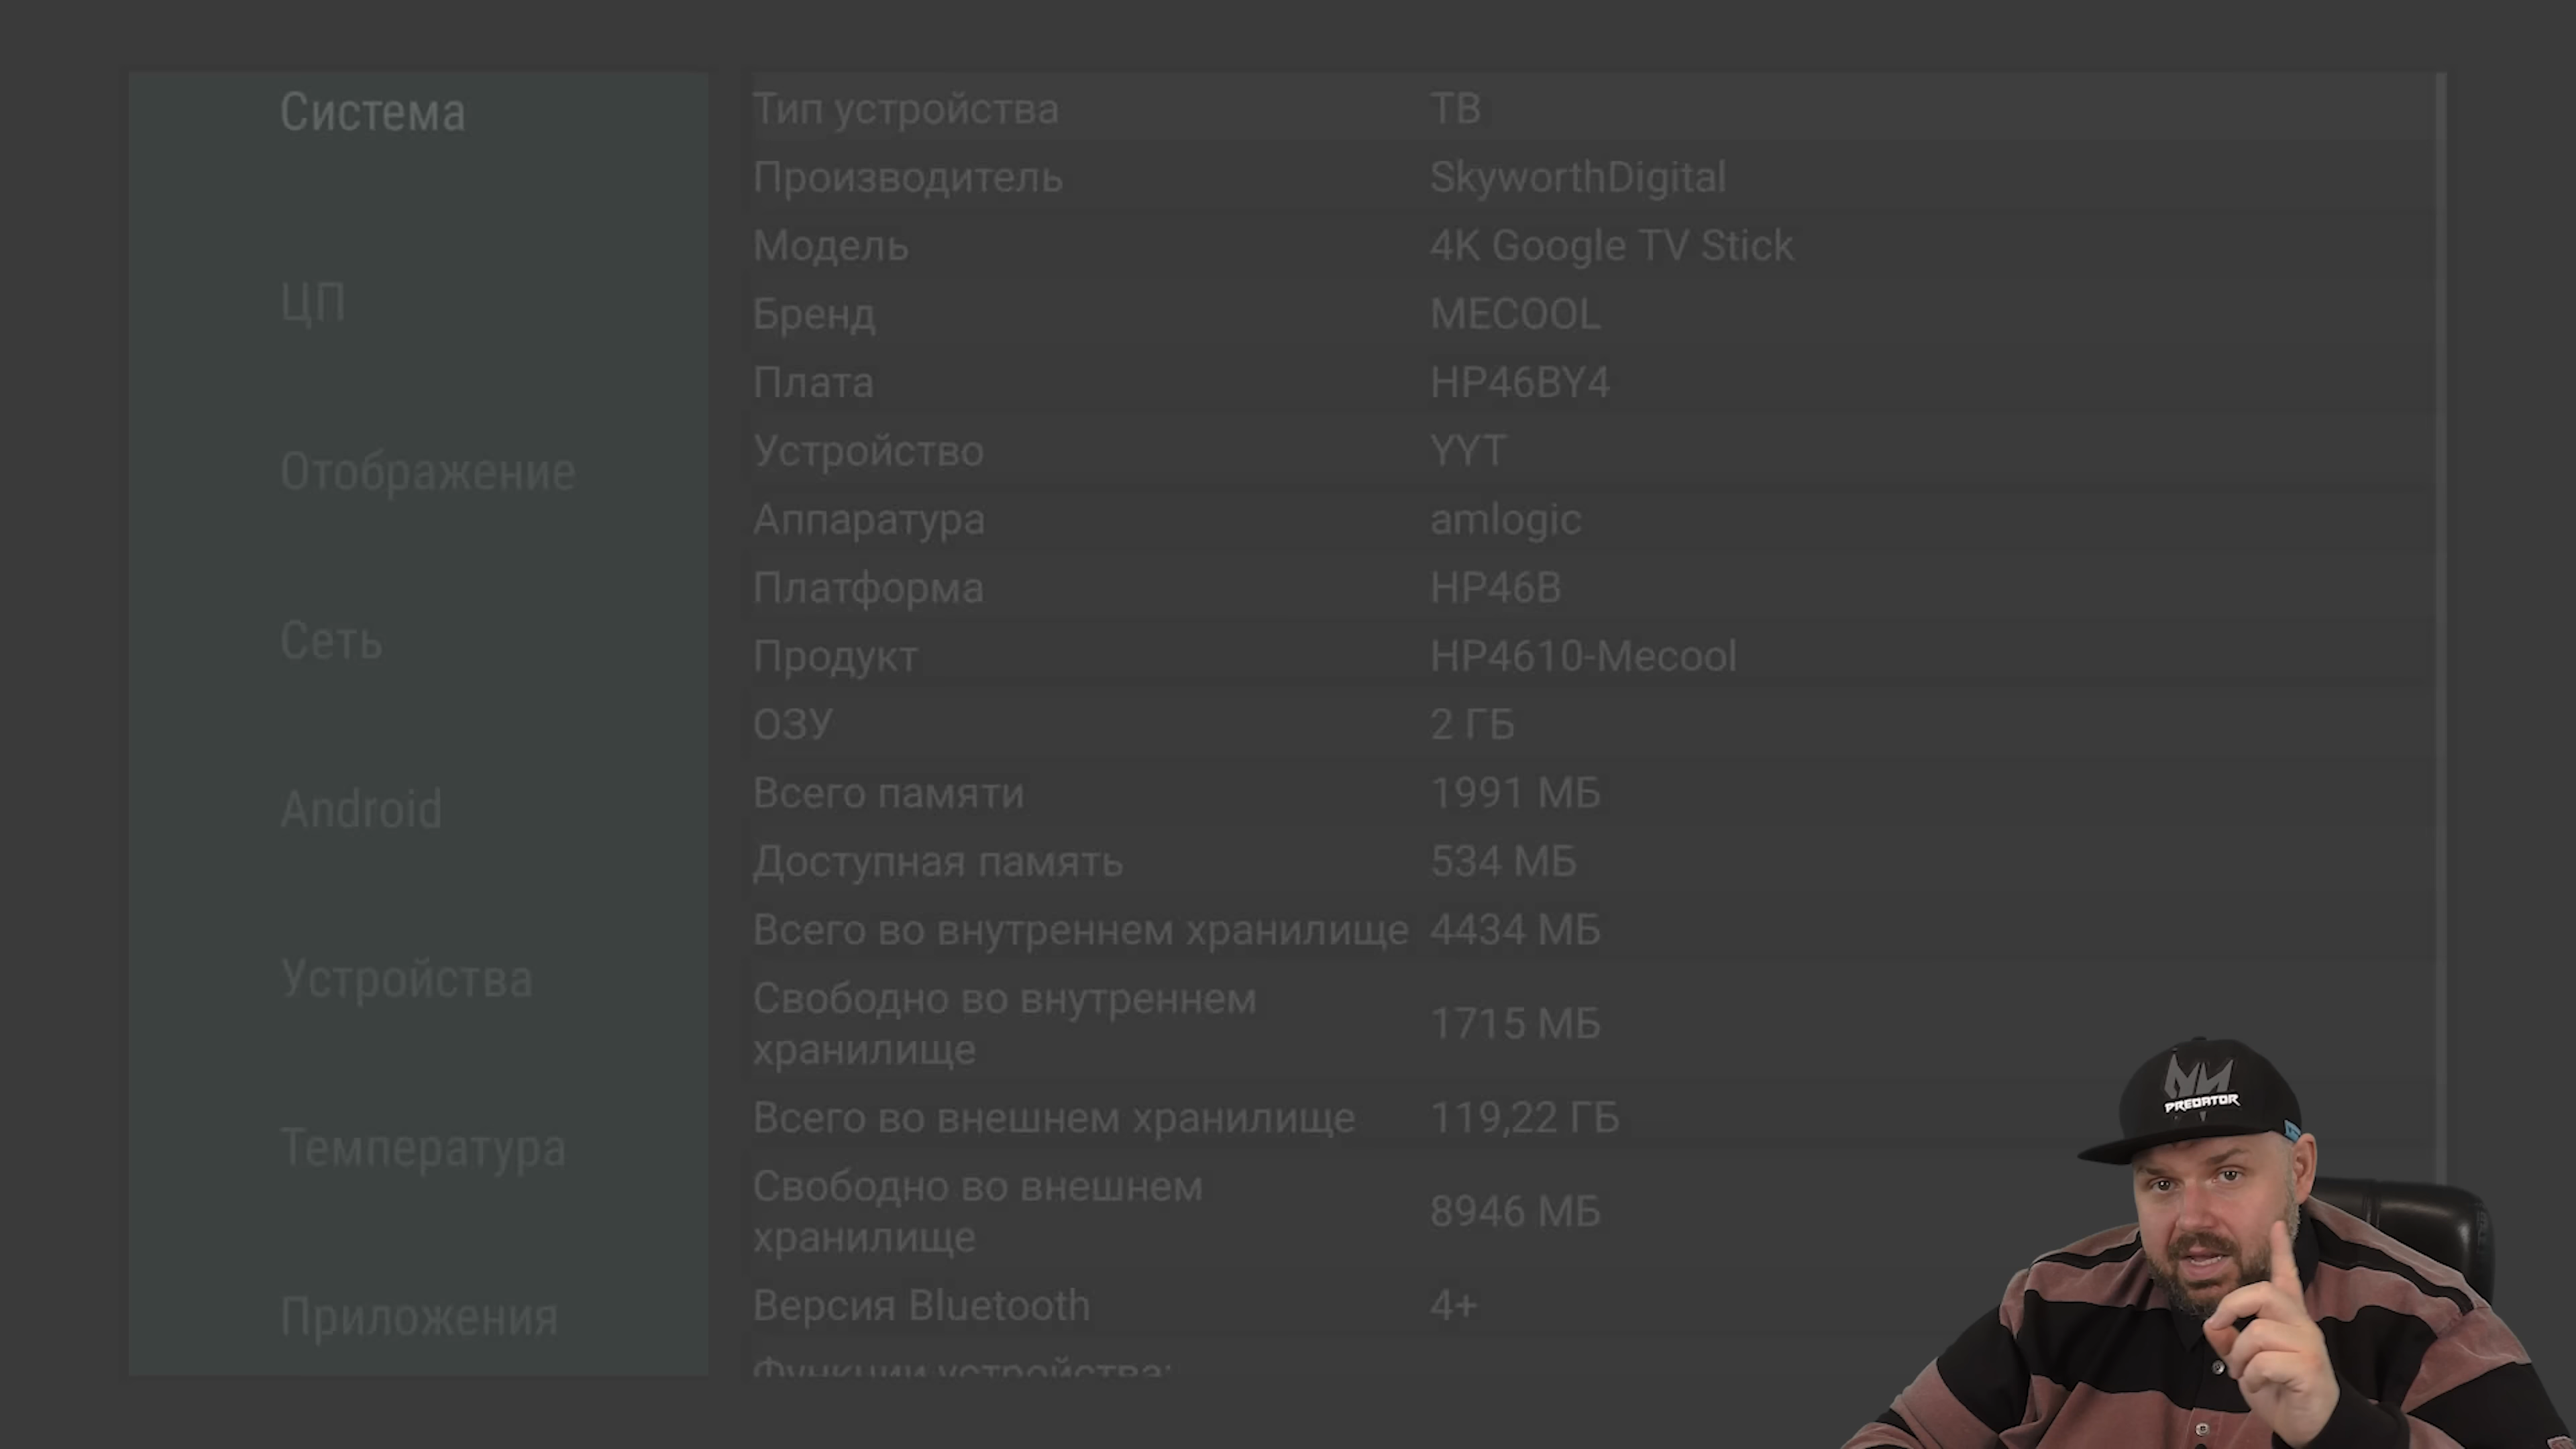 Система
ЦП
Отображение
Сеть
Android
Устройства
Температура
Приложения
Тип устройства ТВ
Производитель SkyworthDigital
Модель 4K Google TV Stick
Бренд MECOOL
Плата HP46BY4
Устройство YYT
Аппаратура amlogic
Платформа HP46B
Продукт HP4610-Mecool
ОЗУ 2 ГБ
Всего памяти 1991 МБ
Доступная память 534 МБ
Всего во внутреннем хранилище 4434 МБ
Свободно во внутреннем
хранилище
1715 МБ
Всего во внешнем хранилище 119,22 ГБ
Свободно во внешнем
хранилище
8946 МБ
Версия Bluetooth 4+
Функции устройства:
PREDATOR